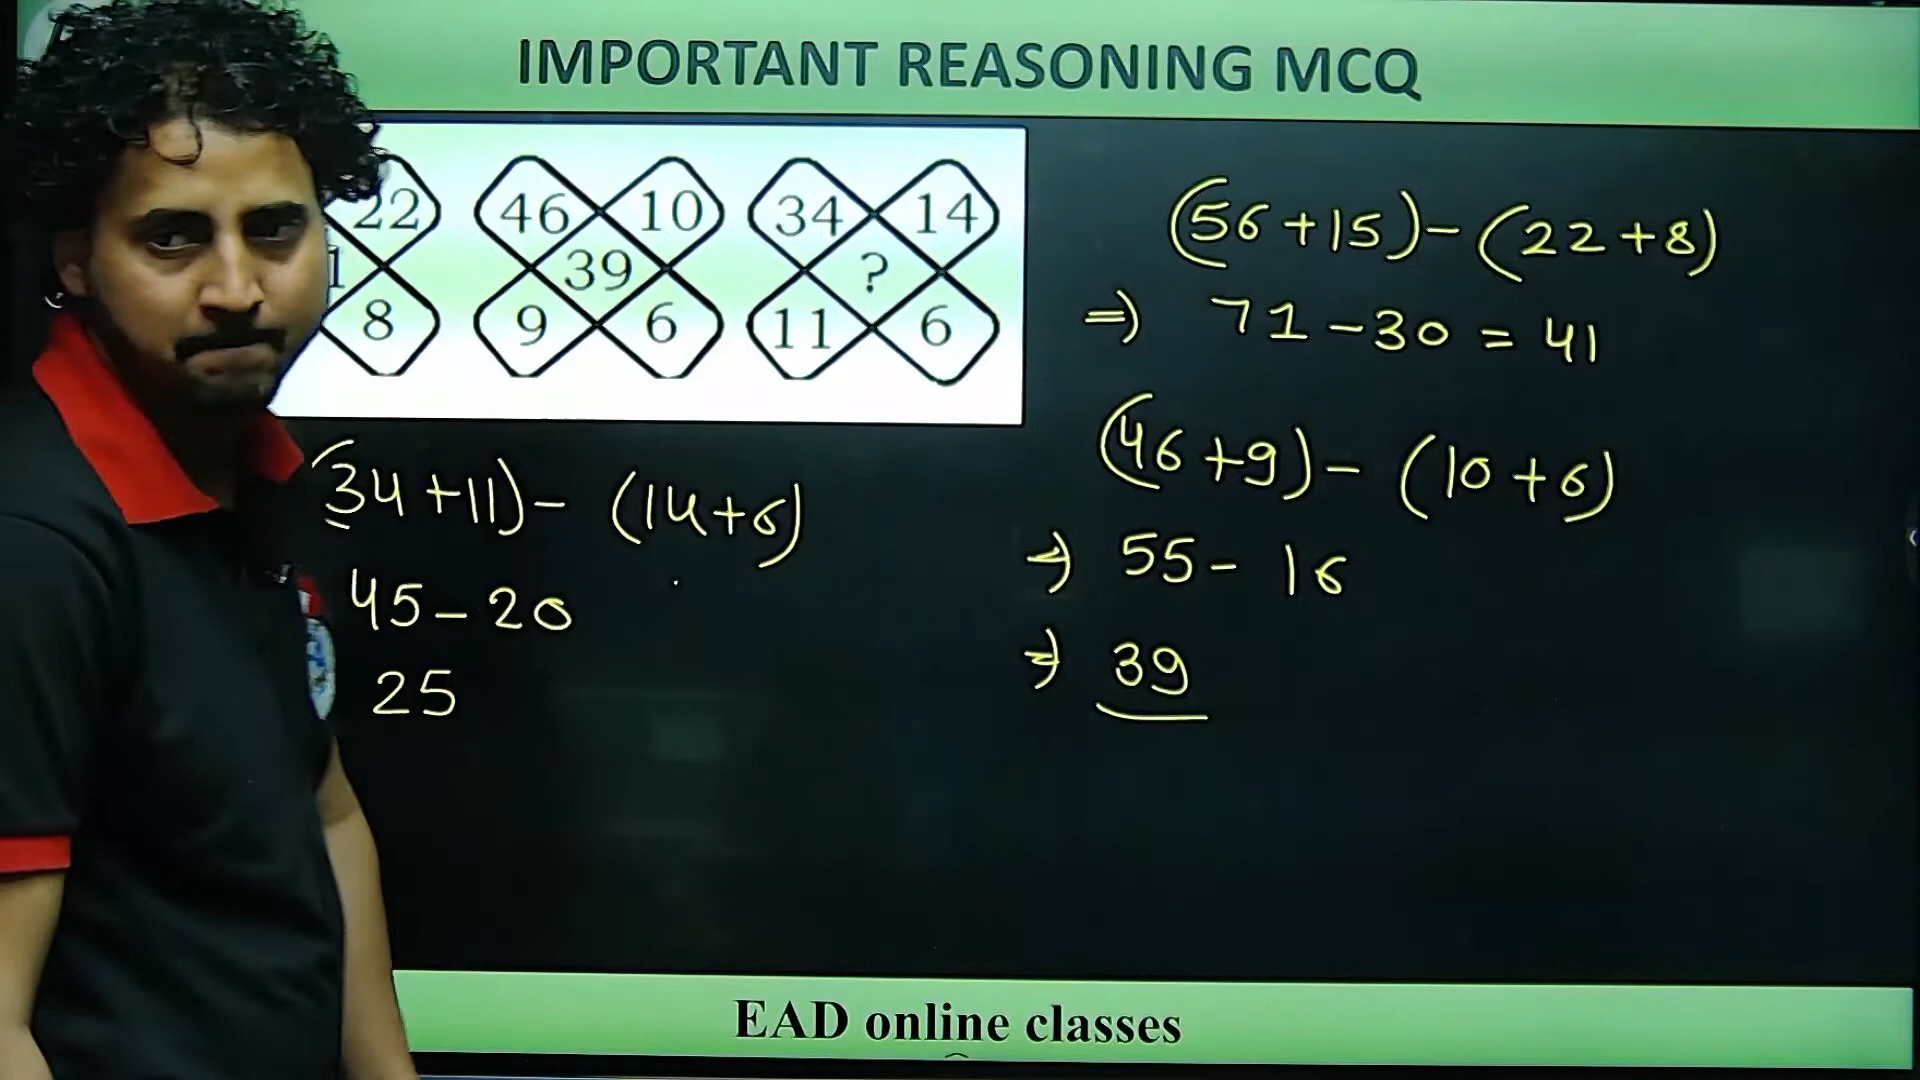 IMPORTANT REASONING MCQ
22 46 10 34 14
1 39 ?
8 9 6 11 6
(56+15)-(22+8)
⇒ 71-30=41
(46+9)-(10+6)
⇒ 55-16
⇒ 39
(34+11)-(14+6)
45-20
25
EAD online classes